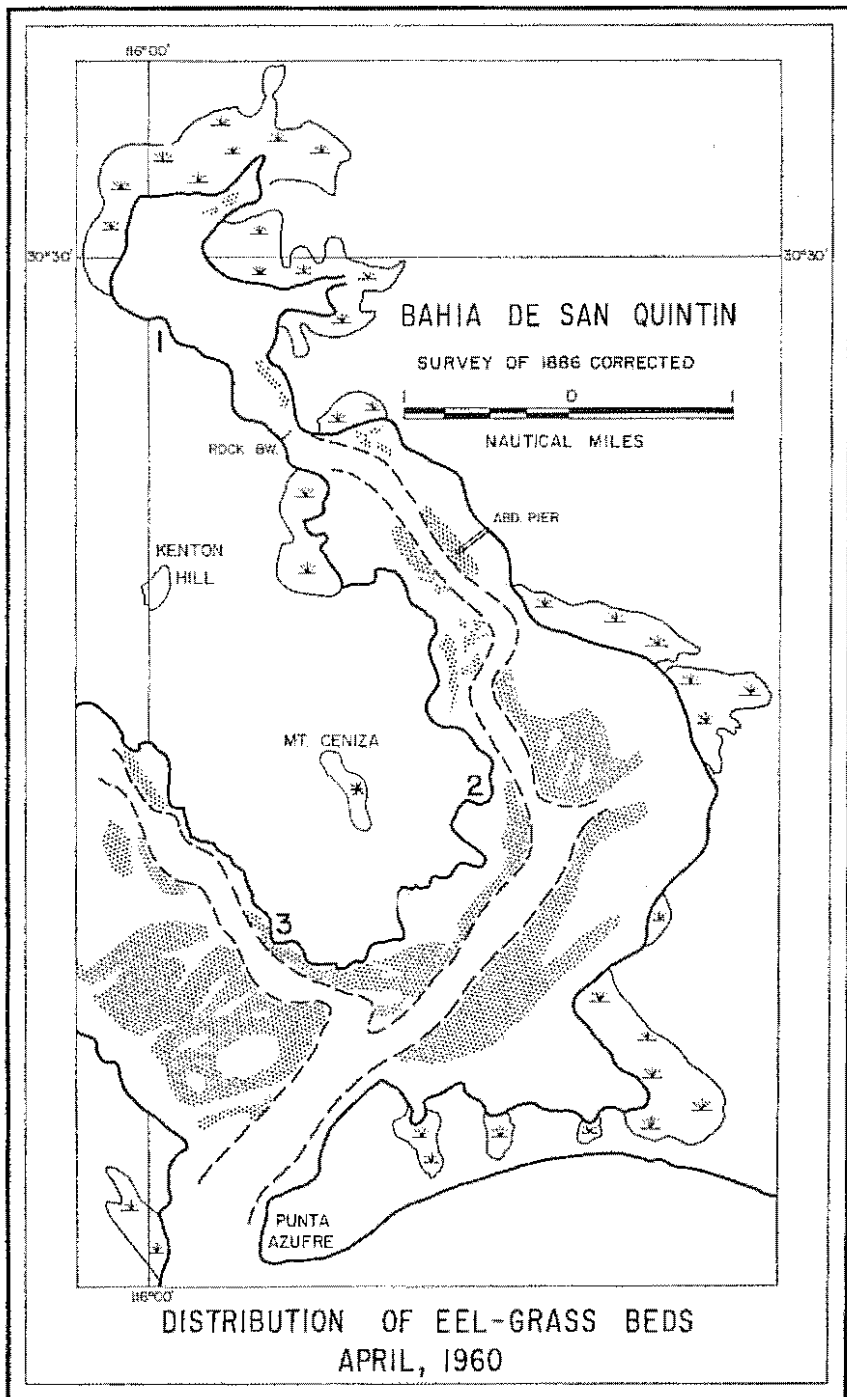 116°00'
30°30'
30°30'
BAHIA DE SAN QUINTIN
SURVEY OF 1886 CORRECTED
1 0 1
NAUTICAL MILES
1
ROCK BW.
ABD. PIER
KENTON
HILL
MT. CENIZA
2
3
PUNTA
AZUFRE
116°00'
DISTRIBUTION OF EEL-GRASS BEDS
APRIL, 1960